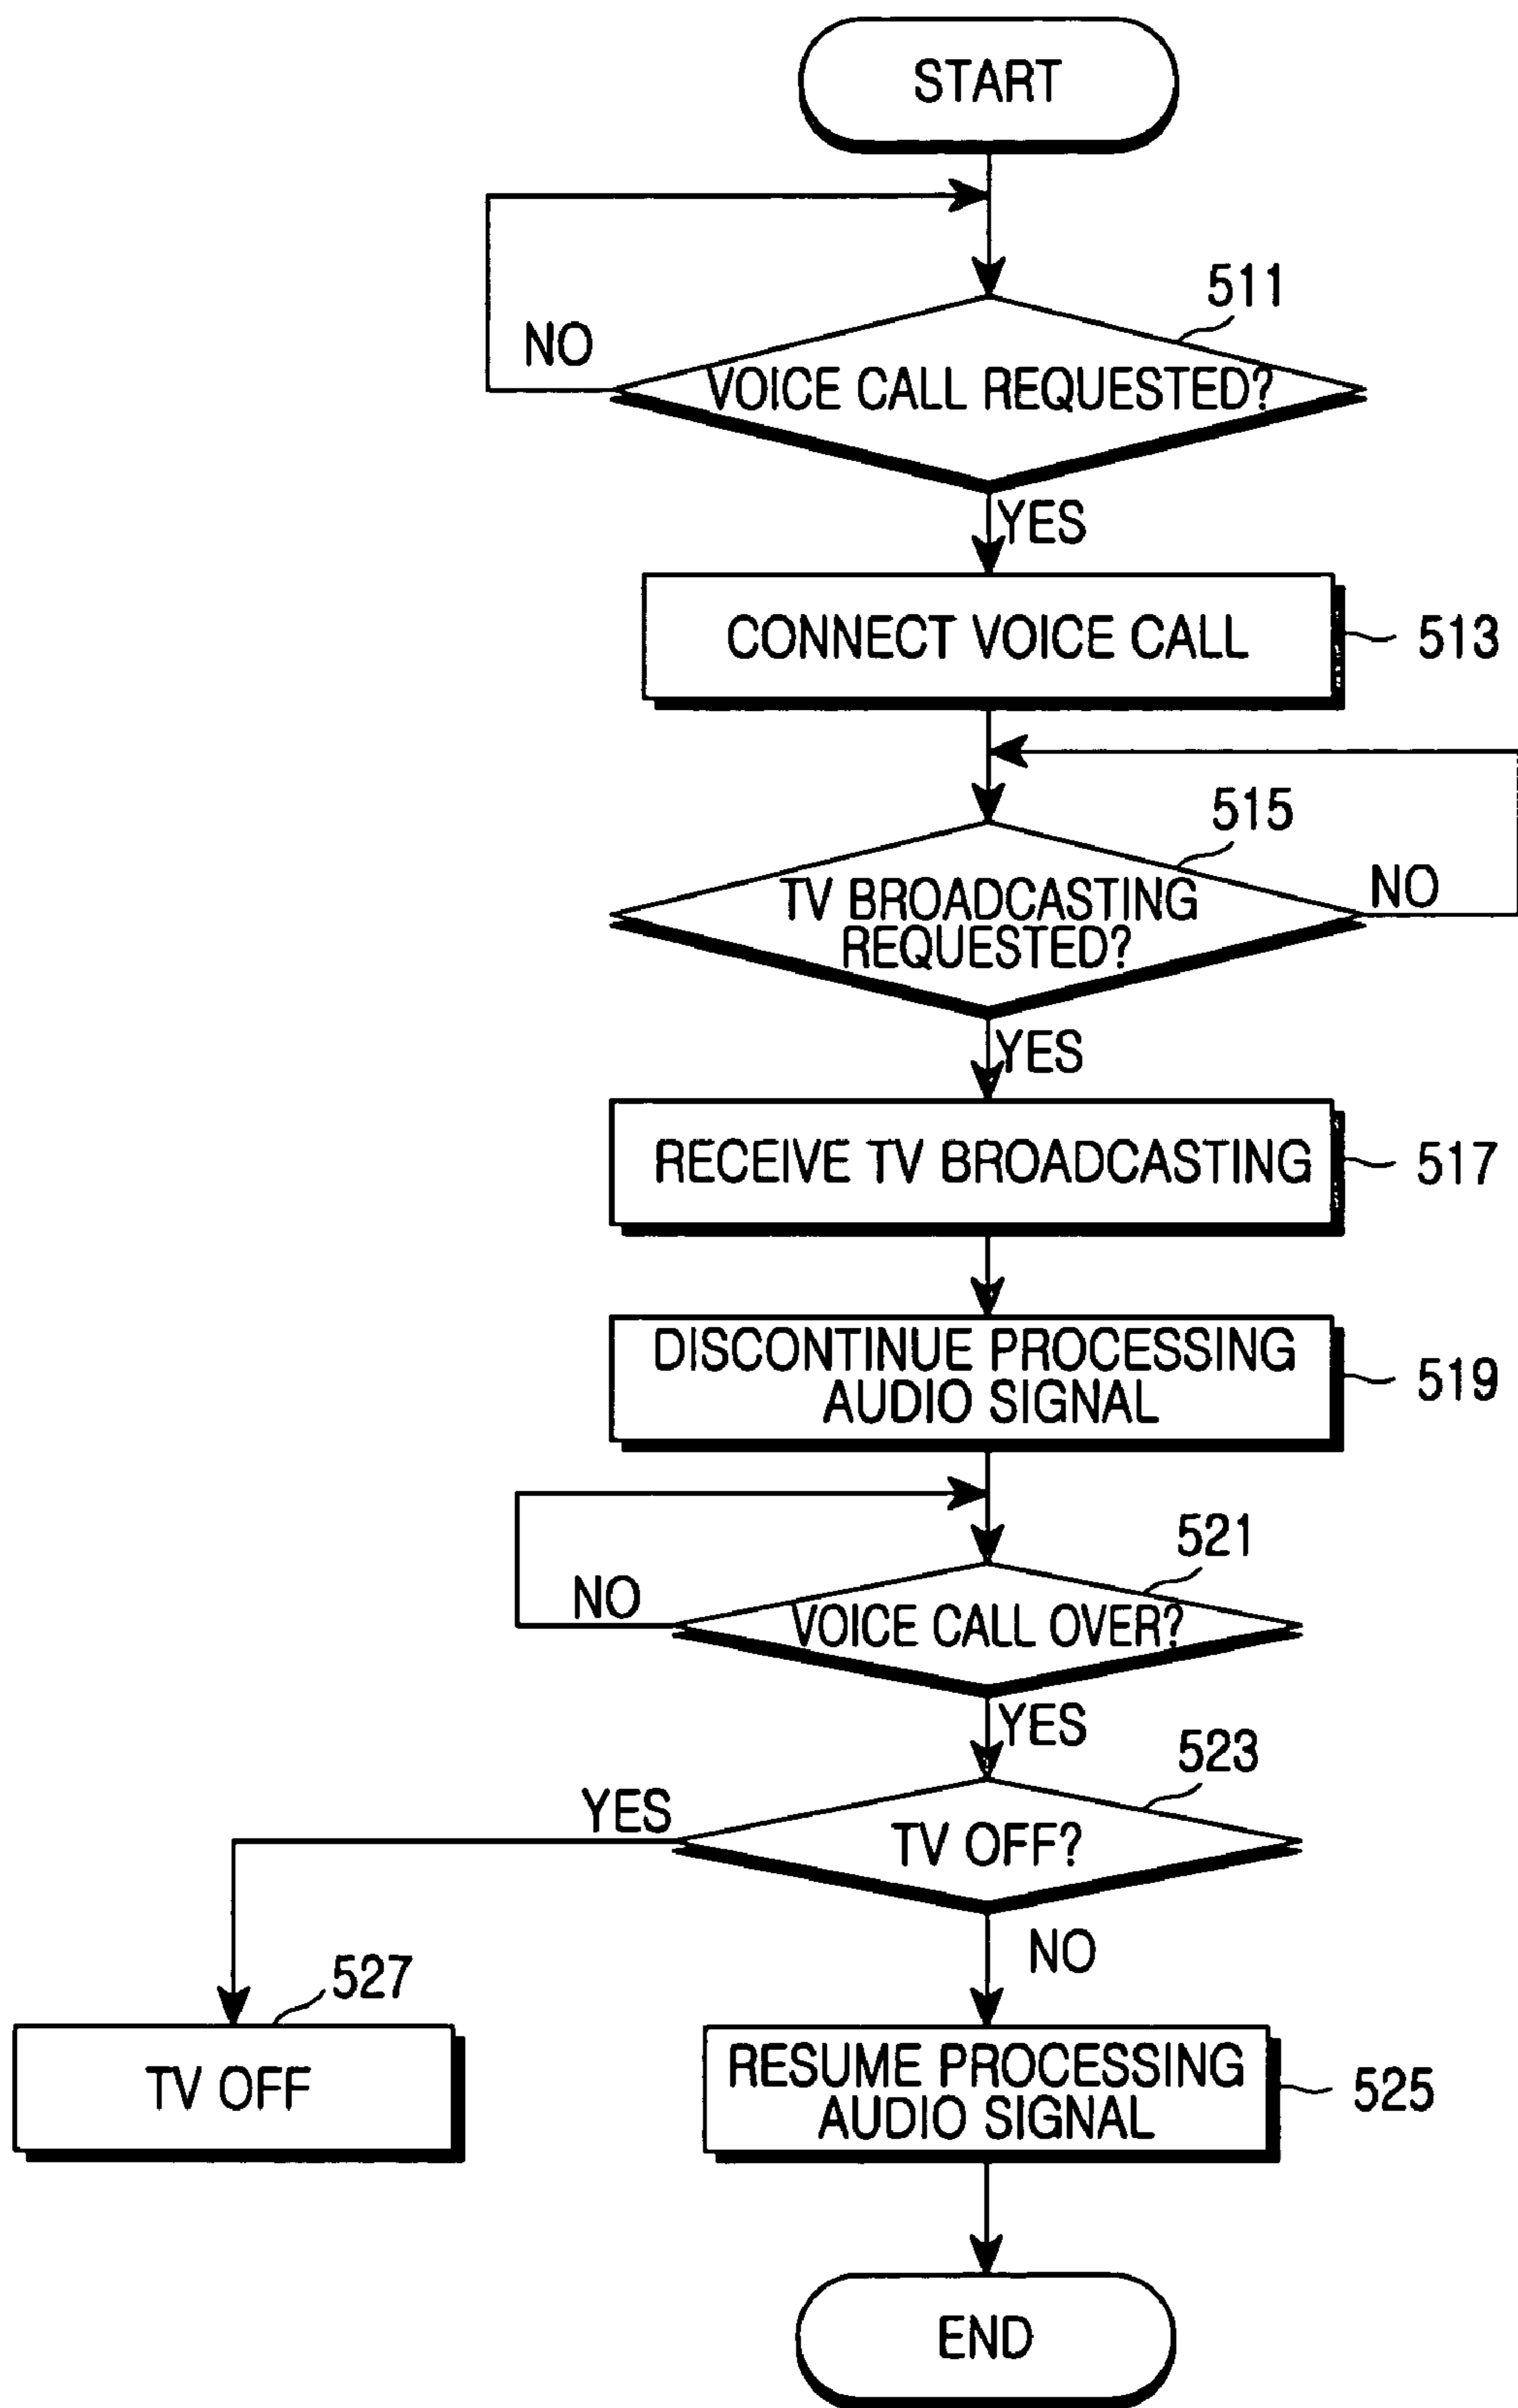 START
511
NO
VOICE CALL REQUESTED?
YES
CONNECT VOICE CALL
513
515
TV BROADCASTING
REQUESTED?
NO
YES
RECEIVE TV BROADCASTING
517
DISCONTINUE PROCESSING
AUDIO SIGNAL
519
521
NO
VOICE CALL OVER?
YES
523
YES
TV OFF?
NO
527
TV OFF
RESUME PROCESSING
AUDIO SIGNAL
525
END